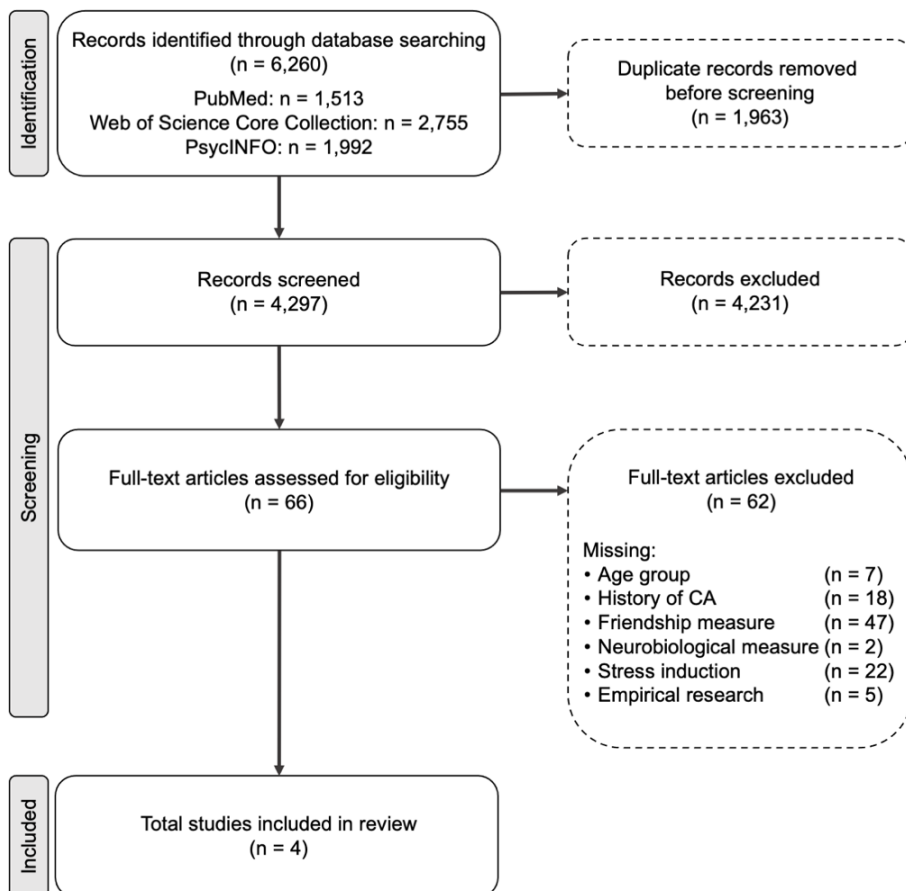 Identification
Records identified through database searching
(n = 6,260)
PubMed: n = 1,513
Web of Science Core Collection: n = 2,755
PsycINFO: n = 1,992
Duplicate records removed
before screening
(n = 1,963)
Screening
Records screened
(n = 4,297)
Records excluded
(n = 4,231)
Full-text articles assessed for eligibility
(n = 66)
Full-text articles excluded
(n = 62)
Missing:
• Age group (n = 7)
• History of CA (n = 18)
• Friendship measure (n = 47)
• Neurobiological measure (n = 2)
• Stress induction (n = 22)
• Empirical research (n = 5)
Included
Total studies included in review
(n = 4)